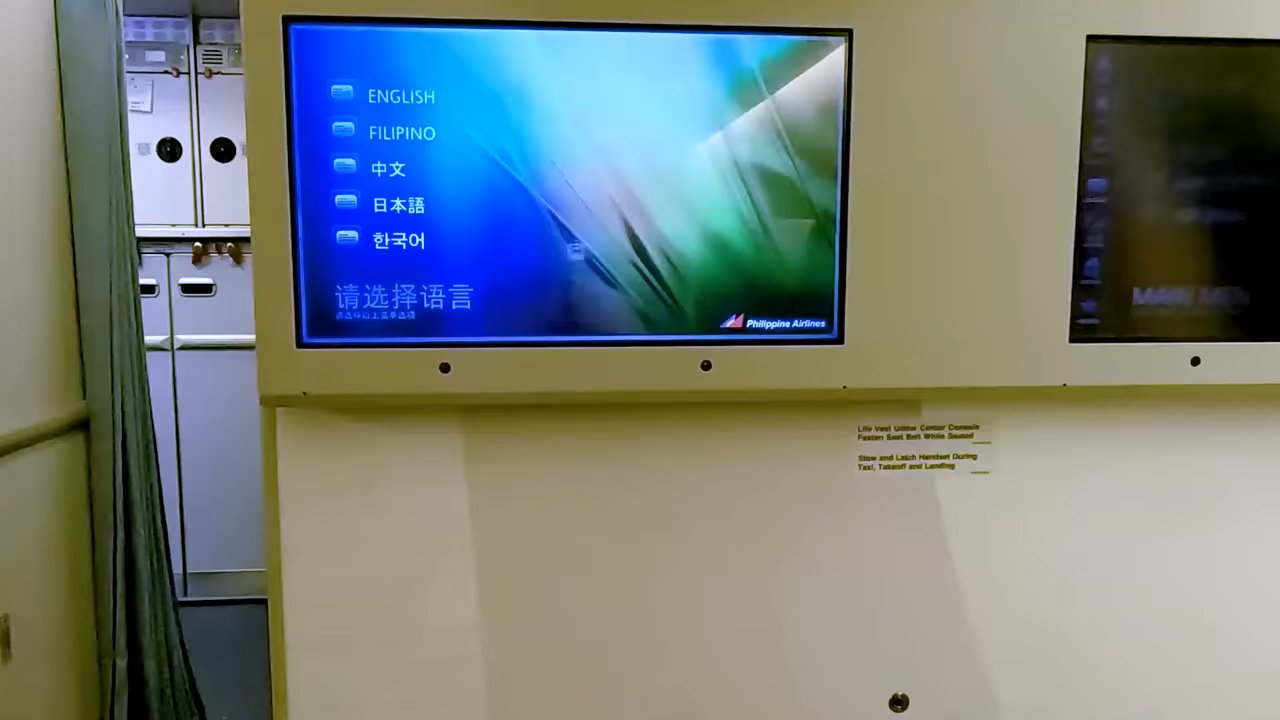 ENGLISH
FILIPINO
中文
日本語
한국어
请选择语言
Philippine Airlines
Life Vest Under Center Console
Fasten Seat Belt While Seated
Stow and Latch Handset During
Taxi, Takeoff and Landing